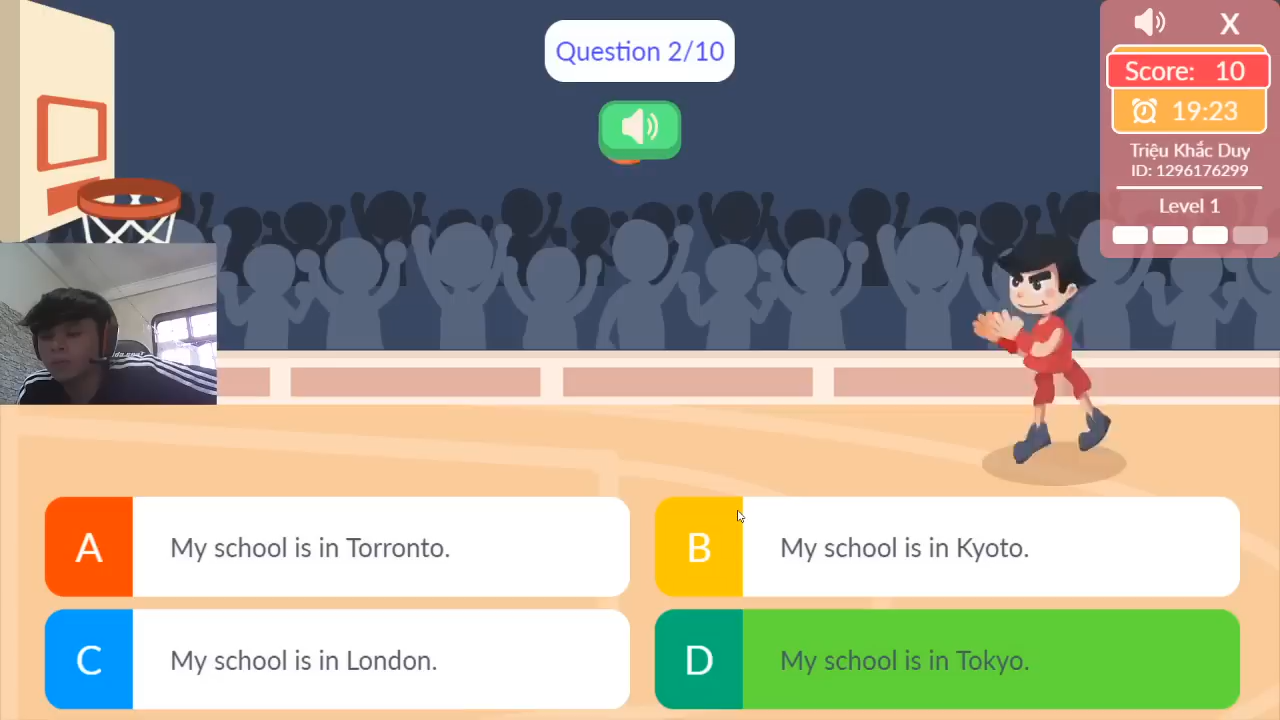 Question 2/10
X
Score: 10
19:23
Triệu Khắc Duy
ID: 1296176299
Level 1
A My school is in Torronto.
B My school is in Kyoto.
C My school is in London.
D My school is in Tokyo.